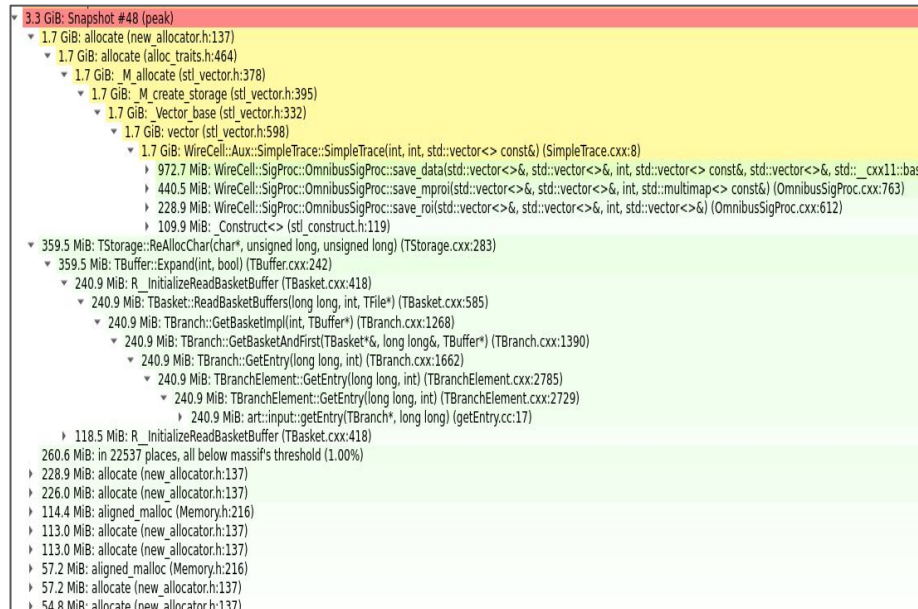 3.3 GiB: Snapshot #48 (peak)
1.7 GiB: allocate (new_allocator.h:137)
1.7 GiB: allocate (alloc_traits.h:464)
1.7 GiB: _M_allocate (stl_vector.h:378)
1.7 GiB: _M_create_storage (stl_vector.h:395)
1.7 GiB: _Vector_base (stl_vector.h:332)
1.7 GiB: vector (stl_vector.h:598)
1.7 GiB: WireCell::Aux::SimpleTrace::SimpleTrace(int, int, std::vector<> const&) (SimpleTrace.cxx:8)
972.7 MiB: WireCell::SigProc::OmnibusSigProc::save_data(std::vector<>&, std::vector<>&, int, std::vector<> const&, std::vector<>&, std::__cxx11::bas
440.5 MiB: WireCell::SigProc::OmnibusSigProc::save_mproi(std::vector<>&, std::vector<>&, int, std::multimap<> const&) (OmnibusSigProc.cxx:763)
228.9 MiB: WireCell::SigProc::OmnibusSigProc::save_roi(std::vector<>&, std::vector<>&, int, std::vector<>&) (OmnibusSigProc.cxx:612)
109.9 MiB: _Construct<> (stl_construct.h:119)
359.5 MiB: TStorage::ReAllocChar(char*, unsigned long, unsigned long) (TStorage.cxx:283)
359.5 MiB: TBuffer::Expand(int, bool) (TBuffer.cxx:242)
240.9 MiB: R__InitializeReadBasketBuffer (TBasket.cxx:418)
240.9 MiB: TBasket::ReadBasketBuffers(long long, int, TFile*) (TBasket.cxx:585)
240.9 MiB: TBranch::GetBasketImpl(int, TBuffer*) (TBranch.cxx:1268)
240.9 MiB: TBranch::GetBasketAndFirst(TBasket*&, long long&, TBuffer*) (TBranch.cxx:1390)
240.9 MiB: TBranch::GetEntry(long long, int) (TBranch.cxx:1662)
240.9 MiB: TBranchElement::GetEntry(long long, int) (TBranchElement.cxx:2785)
240.9 MiB: TBranchElement::GetEntry(long long, int) (TBranchElement.cxx:2729)
240.9 MiB: art::input::getEntry(TBranch*, long long) (getEntry.cc:17)
118.5 MiB: R__InitializeReadBasketBuffer (TBasket.cxx:418)
260.6 MiB: in 22537 places, all below massif's threshold (1.00%)
228.9 MiB: allocate (new_allocator.h:137)
226.0 MiB: allocate (new_allocator.h:137)
114.4 MiB: aligned_malloc (Memory.h:216)
113.0 MiB: allocate (new_allocator.h:137)
113.0 MiB: allocate (new_allocator.h:137)
57.2 MiB: aligned_malloc (Memory.h:216)
57.2 MiB: allocate (new_allocator.h:137)
54.8 MiB: allocate (new_allocator.h:137)